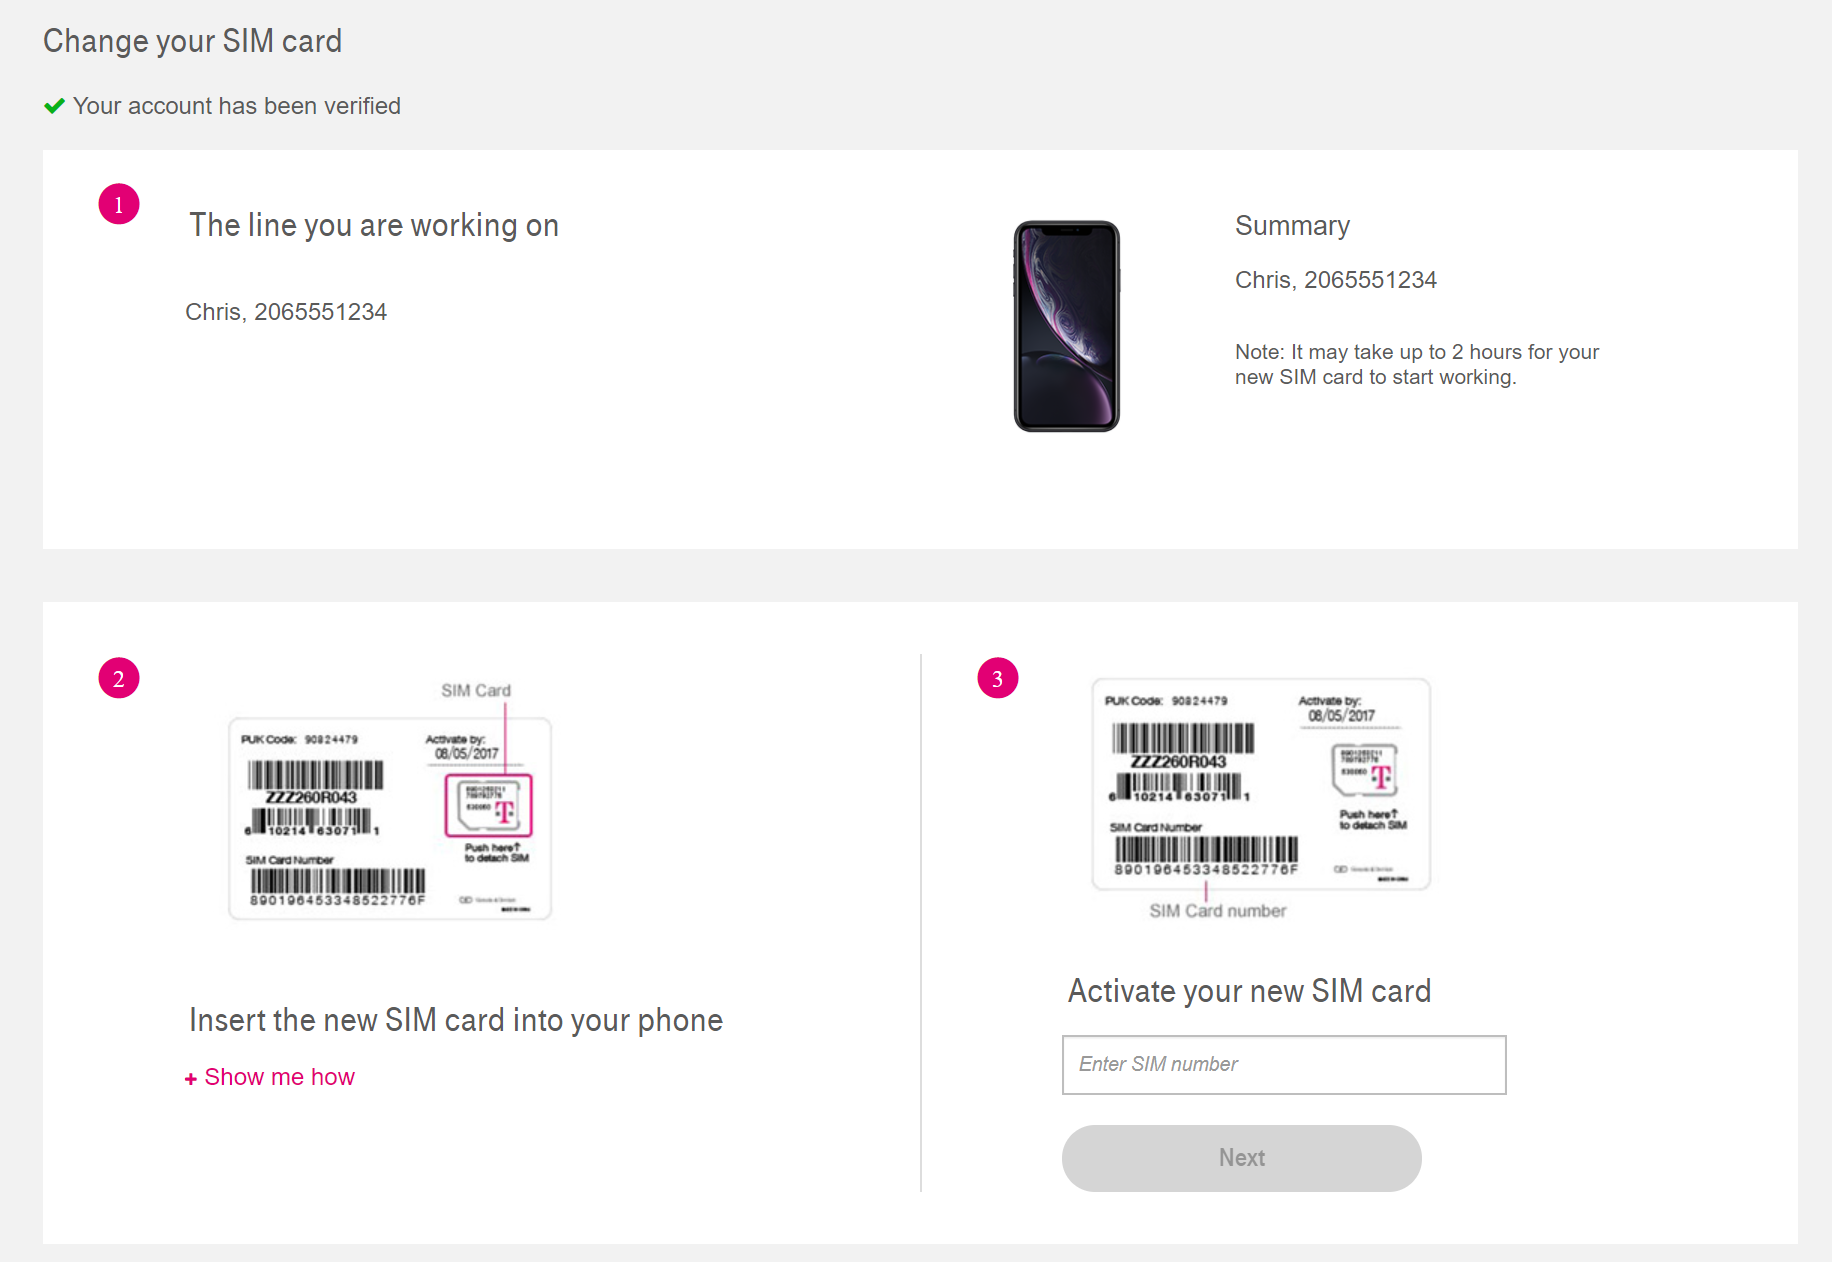 Change your SIM card
Your account has been verified
1
The line you are working on
Chris, 2065551234
Summary
Chris, 2065551234
Note: It may take up to 2 hours for your
new SIM card to start working.
2
SIM Card
PUK Code: 90824479
Activate by:
08/05/2017
ZZZ260R043
6 10214 63071 1
T
Push here↑
to detach SIM
SIM Card Number
8901964533348522776F
Insert the new SIM card into your phone
+ Show me how
3
PUK Code: 90824479
Activate by:
08/05/2017
ZZZ260R043
6 10214 63071 1
T
Push here↑
to detach SIM
SIM Card Number
8901964533348522776F
SIM Card number
Activate your new SIM card
Enter SIM number
Next